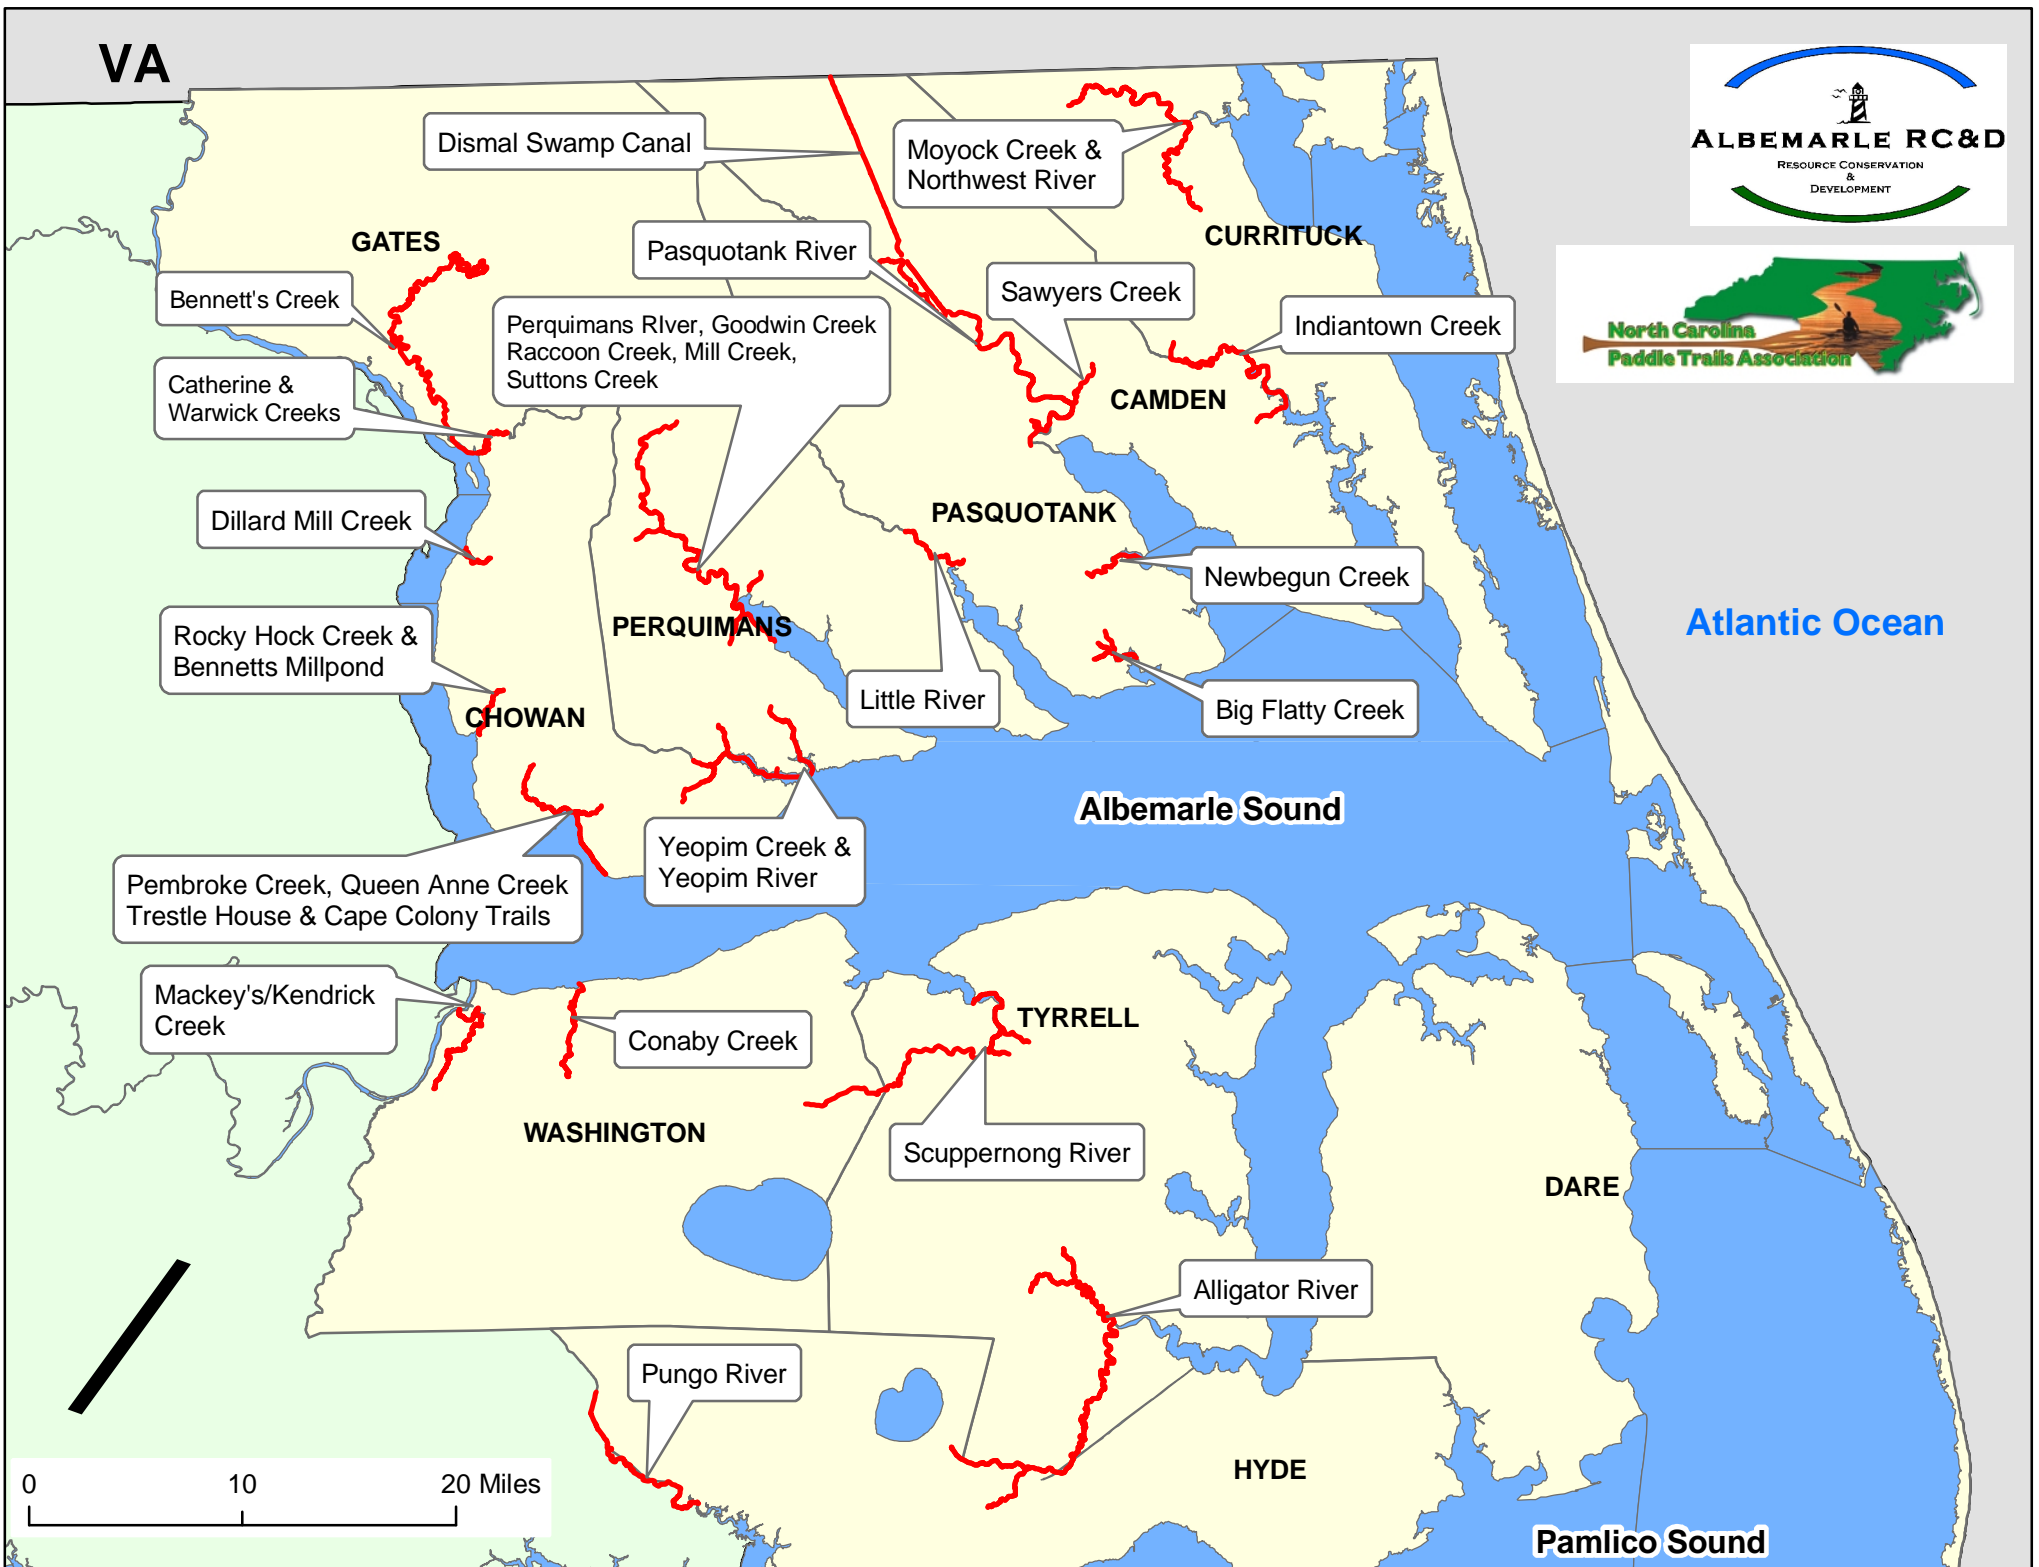 VA
ALBEMARLE RC&D
RESOURCE CONSERVATION
&
DEVELOPMENT
Dismal Swamp Canal
Moyock Creek &
Northwest River
CURRITUCK
GATES
Pasquotank River
Sawyers Creek
Bennett's Creek
Perquimans RIver, Goodwin Creek
Raccoon Creek, Mill Creek,
Suttons Creek
Indiantown Creek
North Carolina
Paddle Trails Association
Catherine &
Warwick Creeks
CAMDEN
Dillard Mill Creek
PASQUOTANK
Newbegun Creek
Atlantic Ocean
Rocky Hock Creek &
Bennetts Millpond
PERQUIMANS
Little River
Big Flatty Creek
CHOWAN
Albemarle Sound
Yeopim Creek &
Yeopim River
Pembroke Creek, Queen Anne Creek
Trestle House & Cape Colony Trails
Mackey's/Kendrick
Creek
Conaby Creek
TYRRELL
WASHINGTON
Scuppernong River
DARE
Alligator River
Pungo River
HYDE
0 10 20 Miles
Pamlico Sound